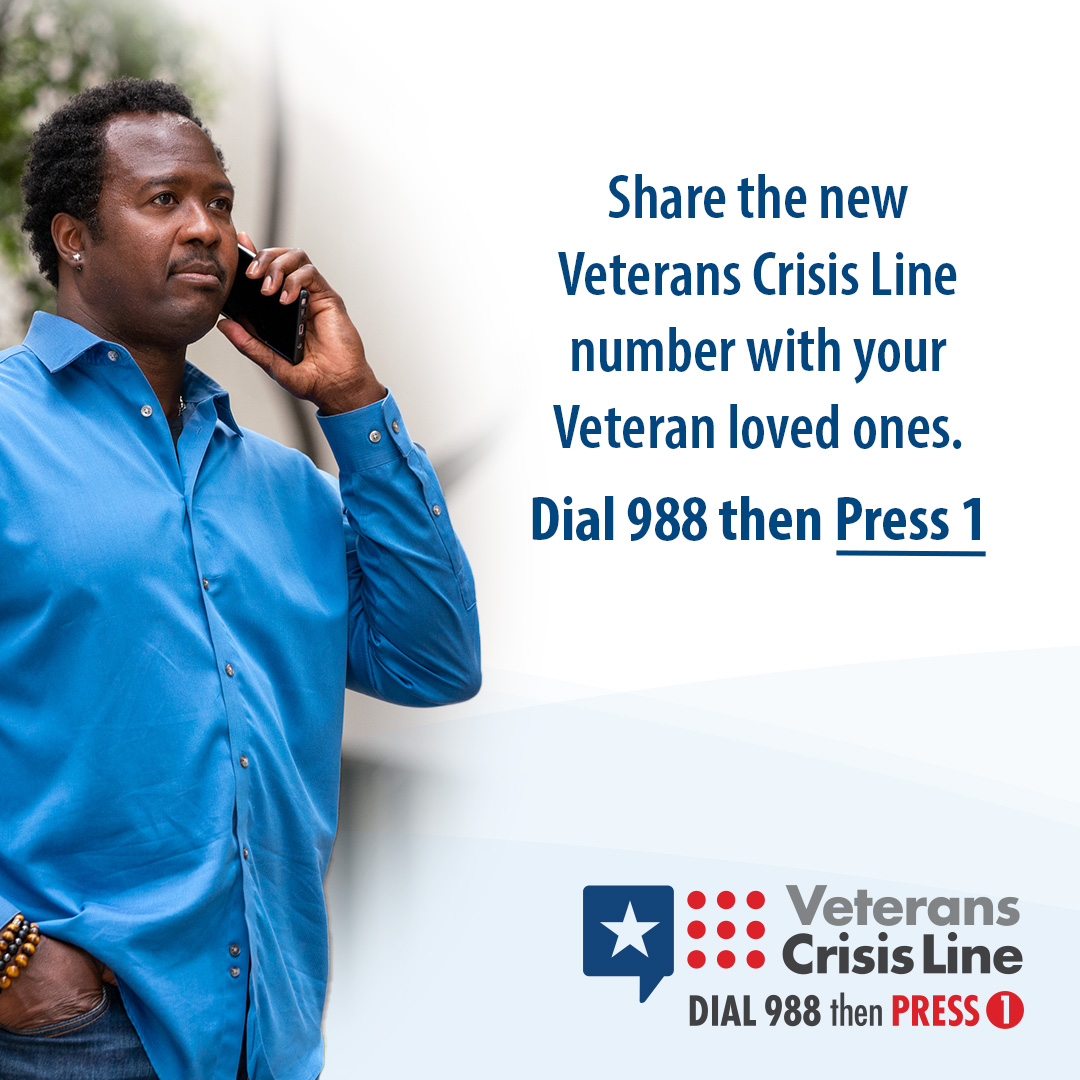 Share the new
Veterans Crisis Line
number with your
Veteran loved ones.
Dial 988 then Press 1
Veterans
Crisis Line
DIAL 988 then PRESS 1